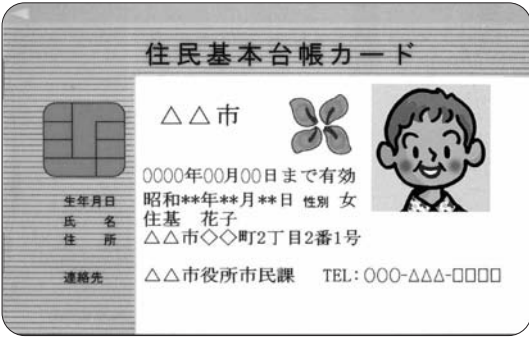 住民基本台帳カード
△△市
0000年00月00日まで有効
生年月日 昭和**年**月**日 性別 女
氏名 住基 花子
住所 △△市◇◇町2丁目2番1号
連絡先 △△市役所市民課 TEL:○○○-△△△-□□□□